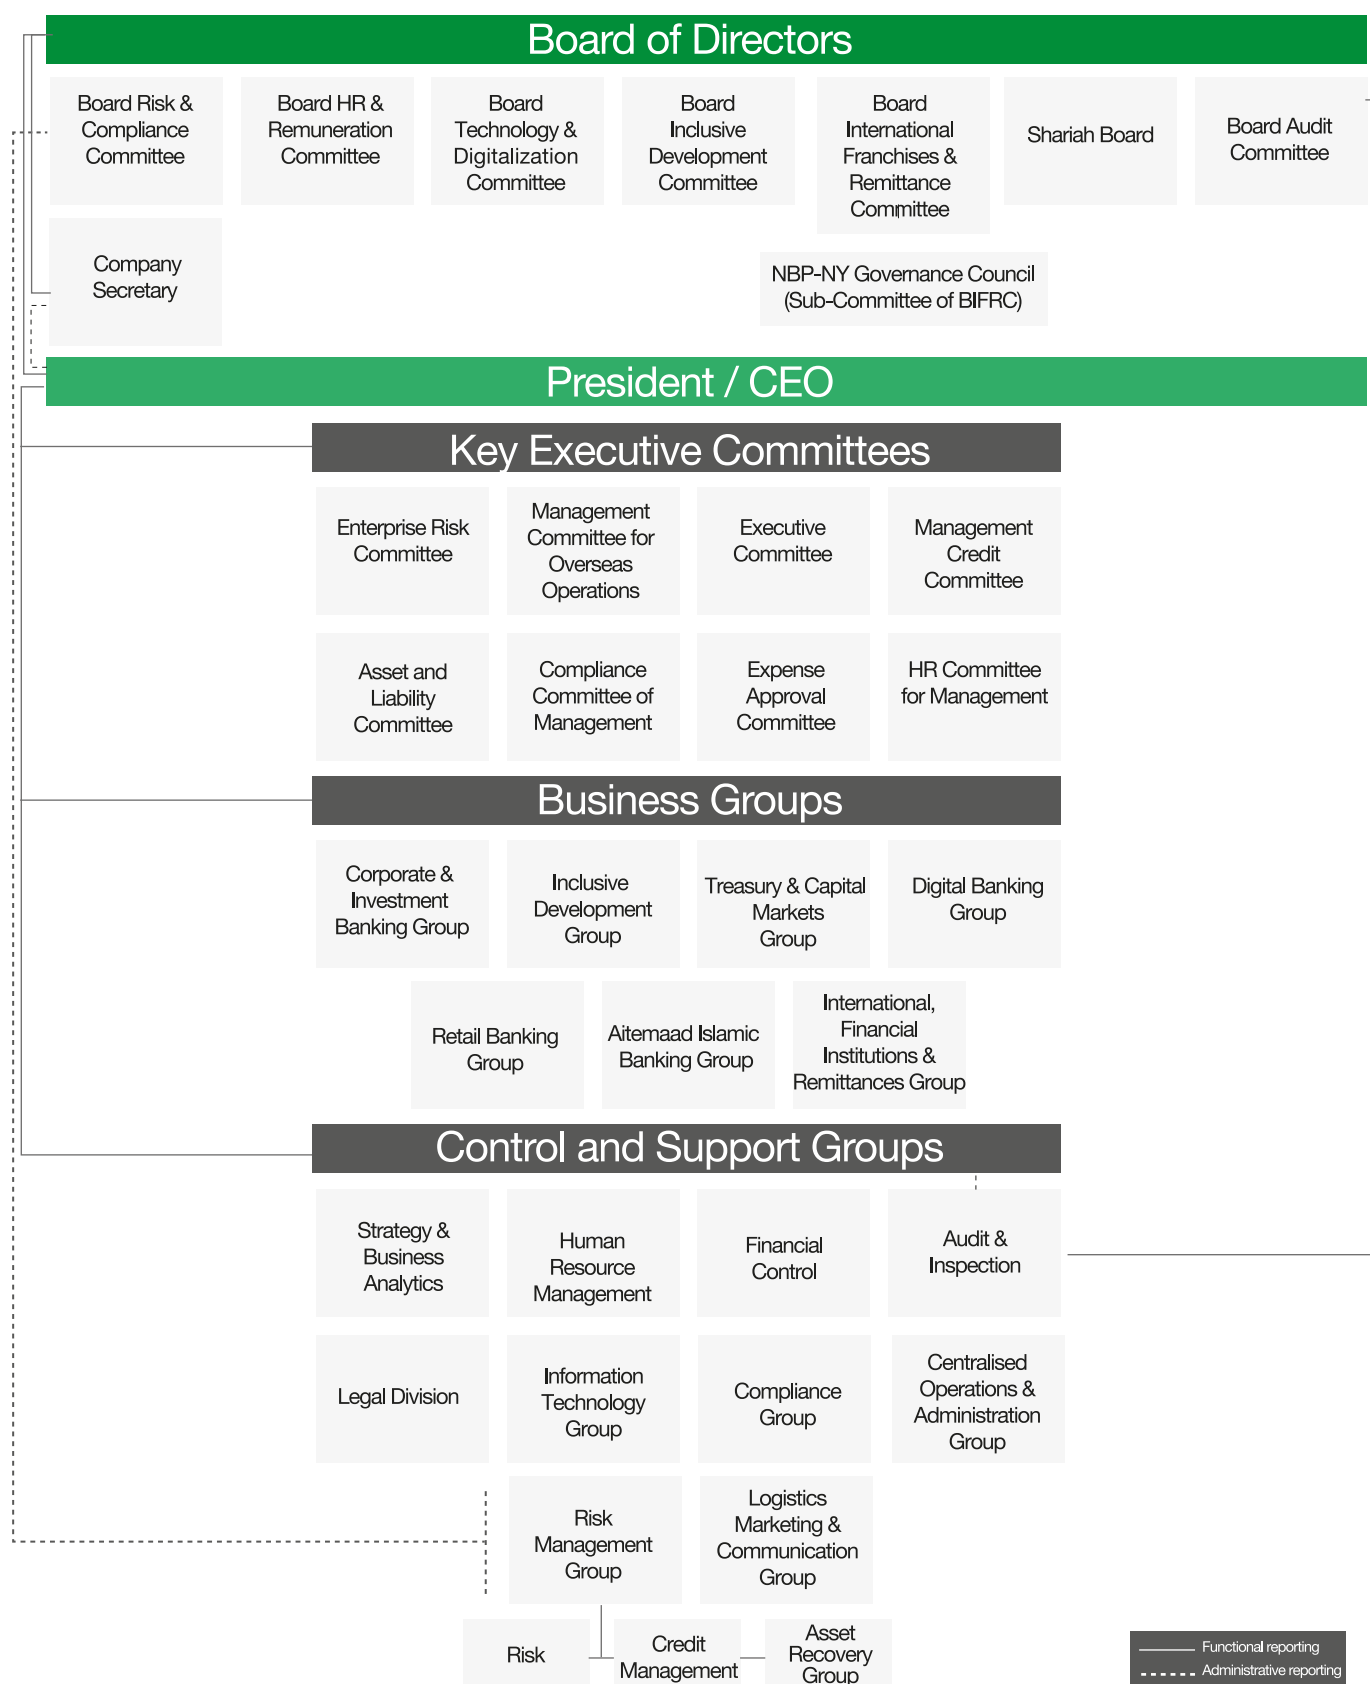 Board of Directors
Board Risk &
Compliance
Committee
Board HR &
Remuneration
Committee
Board
Technology &
Digitalization
Committee
Board
Inclusive
Development
Committee
Board
International
Franchises &
Remittance
Committee
Shariah Board
Board Audit
Committee
Company
Secretary
NBP-NY Governance Council
(Sub-Committee of BIFRC)
President / CEO
Key Executive Committees
Enterprise Risk
Committee
Management
Committee for
Overseas
Operations
Executive
Committee
Management
Credit
Committee
Asset and
Liability
Committee
Compliance
Committee of
Management
Expense
Approval
Committee
HR Committee
for Management
Business Groups
Corporate &
Investment
Banking Group
Inclusive
Development
Group
Treasury & Capital
Markets
Group
Digital Banking
Group
Retail Banking
Group
Aitemaad Islamic
Banking Group
International,
Financial
Institutions &
Remittances Group
Control and Support Groups
Strategy &
Business
Analytics
Human
Resource
Management
Financial
Control
Audit &
Inspection
Legal Division
Information
Technology
Group
Compliance
Group
Centralised
Operations &
Administration
Group
Risk
Management
Group
Logistics
Marketing &
Communication
Group
Risk
Credit
Management
Asset
Recovery
Group
Functional reporting
Administrative reporting